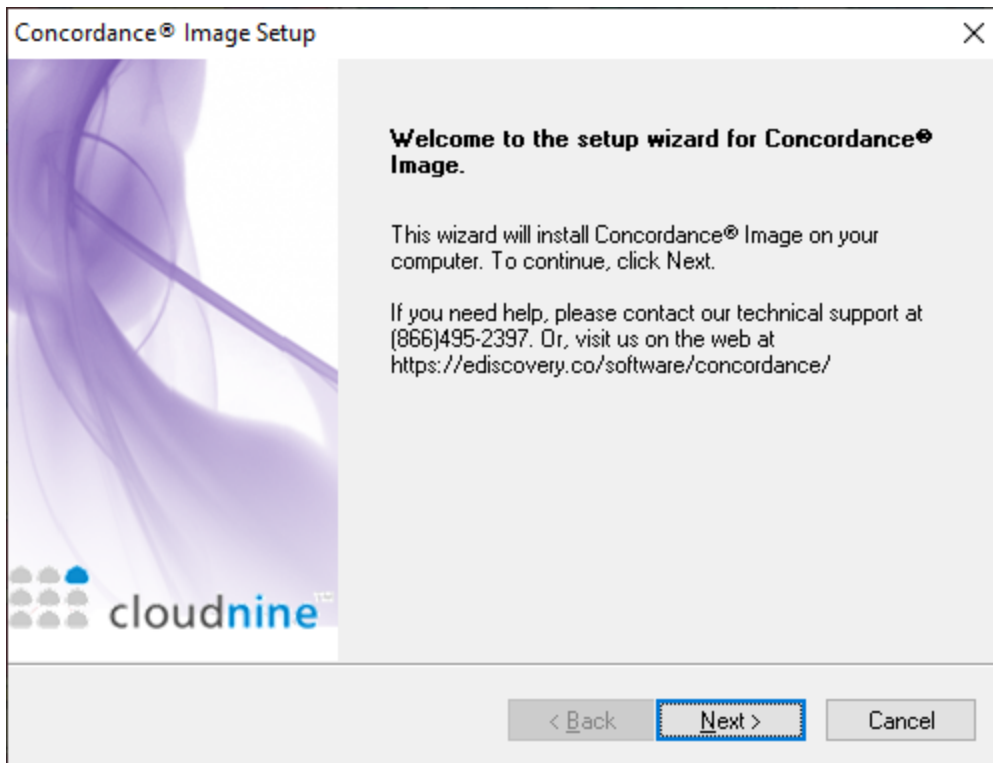 Concordance® Image Setup
Welcome to the setup wizard for Concordance®
Image.
This wizard will install Concordance® Image on your
computer. To continue, click Next.
If you need help, please contact our technical support at
(866)495-2397. Or, visit us on the web at
https://ediscovery.co/software/concordance/
cloudnine™
< Back
Next >
Cancel